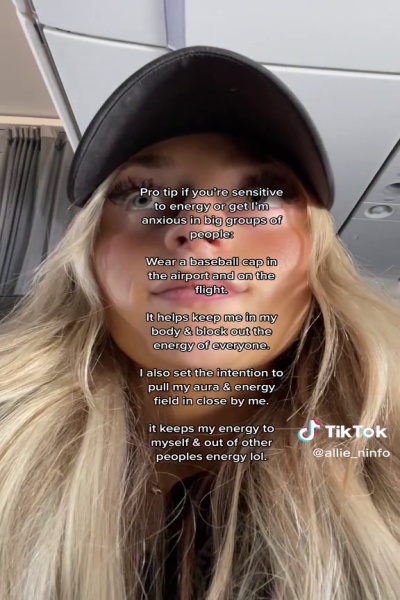 Pro tip if you're sensitive
to energy or get I'm
anxious in big groups of
people:
Wear a baseball cap in
the airport and on the
flight.
It helps keep me in my
body & block out the
energy of everyone.
I also set the intention to
pull my aura & energy
field in close by me.
it keeps my energy to
myself & out of other
peoples energy lol.
TikTok
@allie_ninfo